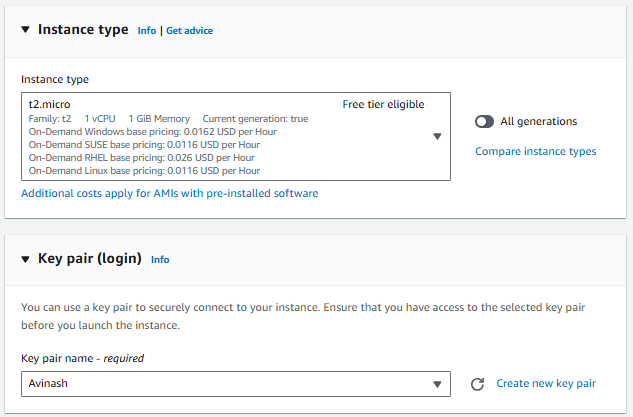 Instance type Info | Get advice
Instance type
t2.micro Free tier eligible
Family: t2 1 vCPU 1 GiB Memory Current generation: true
On-Demand Windows base pricing: 0.0162 USD per Hour
On-Demand SUSE base pricing: 0.0116 USD per Hour
On-Demand RHEL base pricing: 0.026 USD per Hour
On-Demand Linux base pricing: 0.0116 USD per Hour
All generations
Compare instance types
Additional costs apply for AMIs with pre-installed software
Key pair (login) Info
You can use a key pair to securely connect to your instance. Ensure that you have access to the selected key pair
before you launch the instance.
Key pair name - required
Avinash
Create new key pair